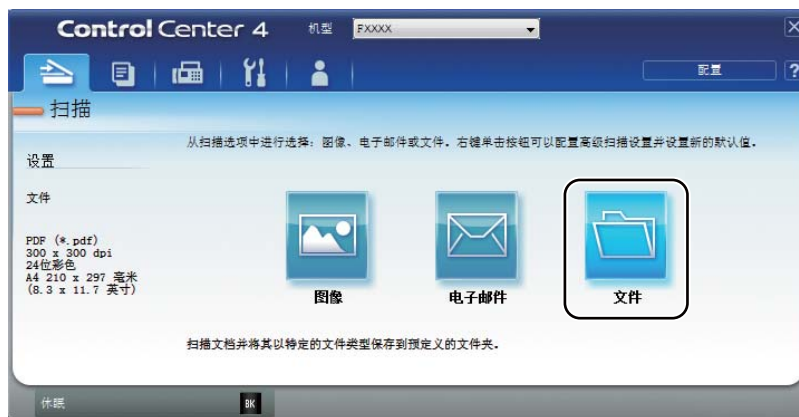 Control Center 4 机型 FXXXX
配置 ?
扫描
从扫描选项中进行选择: 图像、电子邮件或文件。右键单击按钮可以配置高级扫描设置并设置新的默认值。
设置
文件
PDF (*.pdf)
300 x 300 dpi
24位彩色
A4 210 x 297 毫米
(8.3 x 11.7 英寸)
图像 电子邮件 文件
扫描文档并将其以特定的文件类型保存到预定义的文件夹。
休眠 BK